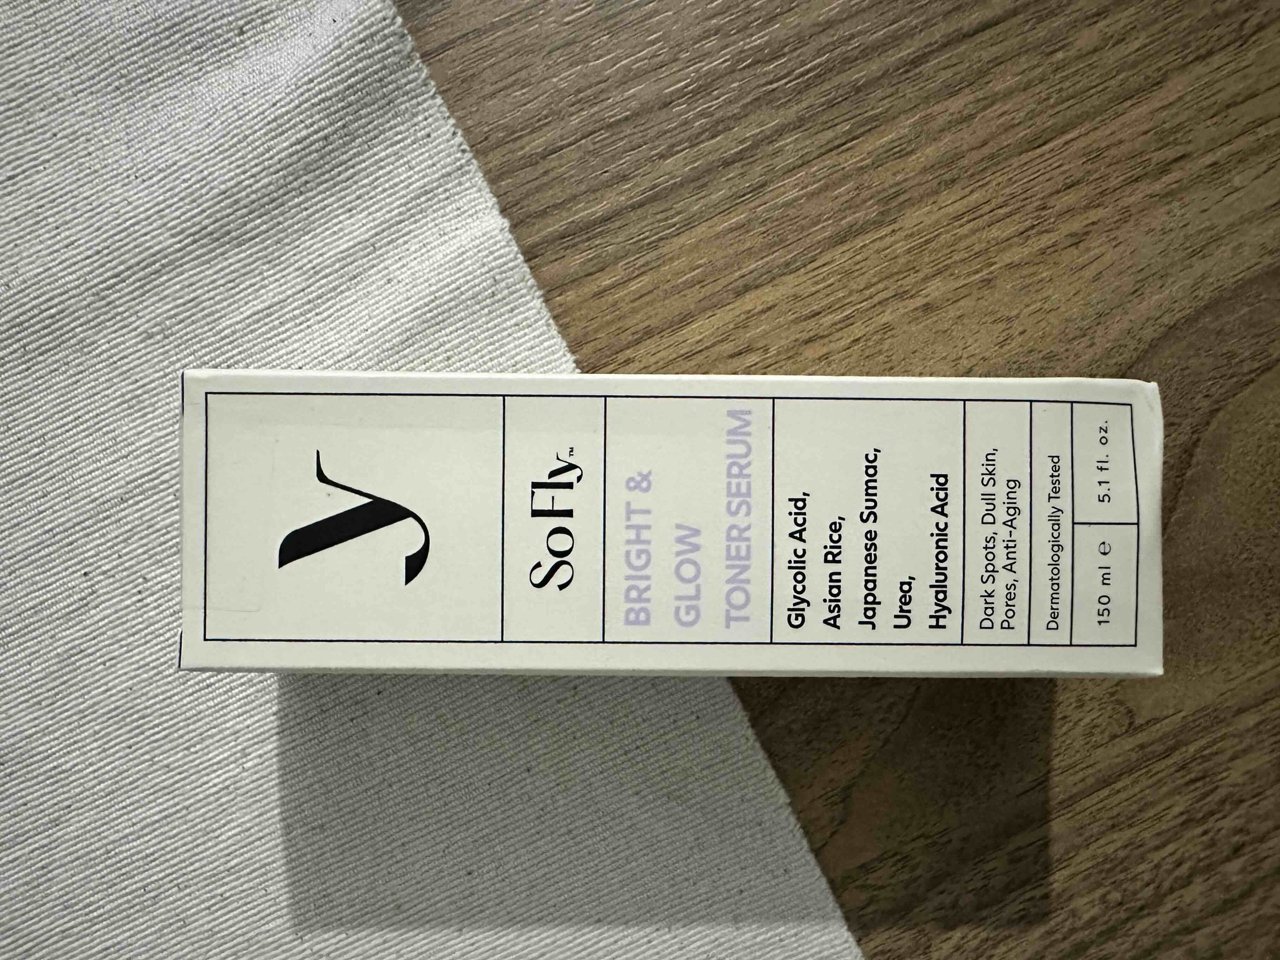 y
SoFly™
BRIGHT &
GLOW
TONER SERUM
Glycolic Acid,
Asian Rice,
Japanese Sumac,
Urea,
Hyaluronic Acid
Dark Spots, Dull Skin,
Pores, Anti-Aging
Dermatologically Tested
150 ml ℮ 5.1 fl. oz.